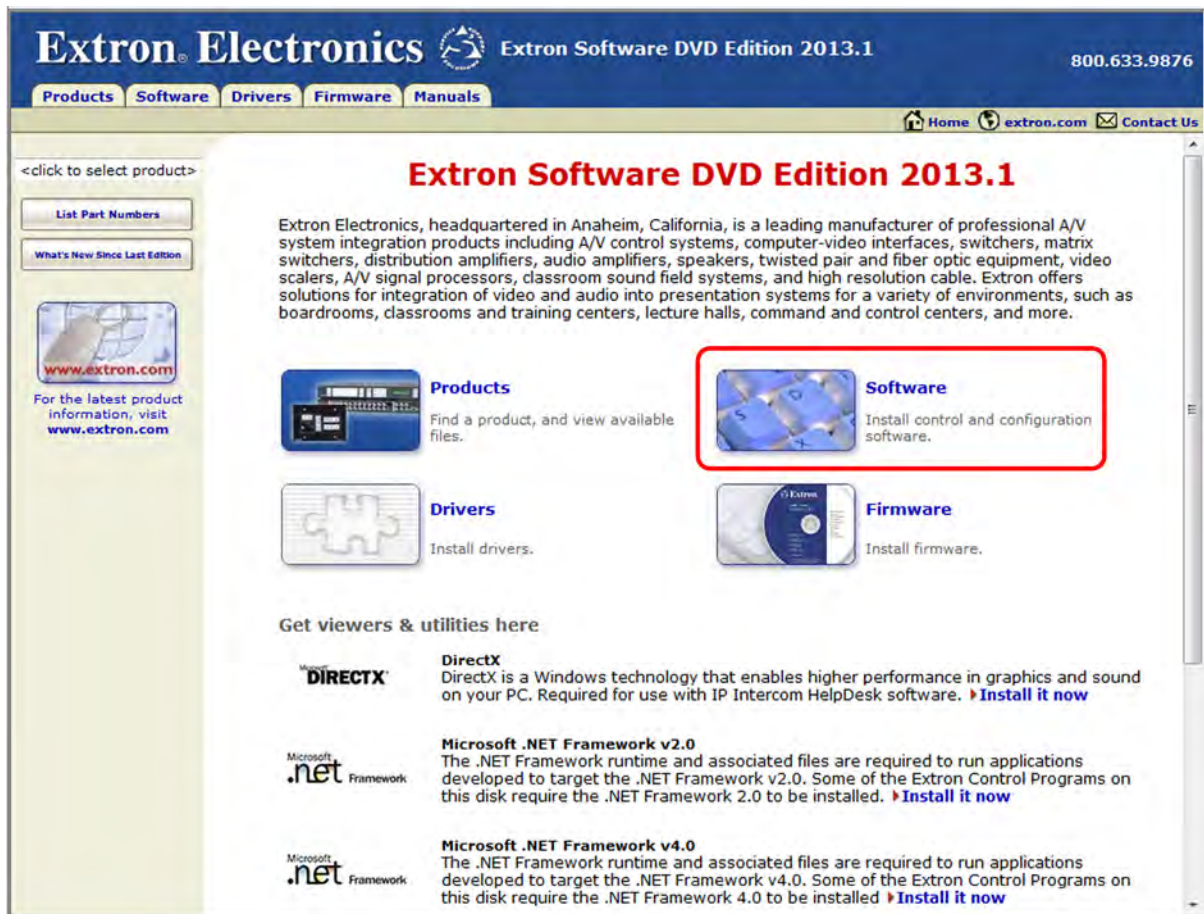 Extron® Electronics Extron Software DVD Edition 2013.1
800.633.9876
Products Software Drivers Firmware Manuals
Home extron.com Contact Us
<click to select product>
List Part Numbers
What's New Since Last Edition
www.extron.com
For the latest product
information, visit
www.extron.com
Extron Software DVD Edition 2013.1
Extron Electronics, headquartered in Anaheim, California, is a leading manufacturer of professional A/V
system integration products including A/V control systems, computer-video interfaces, switchers, matrix
switchers, distribution amplifiers, audio amplifiers, speakers, twisted pair and fiber optic equipment, video
scalers, A/V signal processors, classroom sound field systems, and high resolution cable. Extron offers
solutions for integration of video and audio into presentation systems for a variety of environments, such as
boardrooms, classrooms and training centers, lecture halls, command and control centers, and more.
Products
Find a product, and view available
files.
S D X
Software
Install control and configuration
software.
Drivers
Install drivers.
Extron
Firmware
Install firmware.
Get viewers & utilities here
Microsoft DIRECTX
DirectX
DirectX is a Windows technology that enables higher performance in graphics and sound
on your PC. Required for use with IP Intercom HelpDesk software. Install it now
Microsoft .net Framework
Microsoft .NET Framework v2.0
The .NET Framework runtime and associated files are required to run applications
developed to target the .NET Framework v2.0. Some of the Extron Control Programs on
this disk require the .NET Framework 2.0 to be installed. Install it now
Microsoft .net Framework
Microsoft .NET Framework v4.0
The .NET Framework runtime and associated files are required to run applications
developed to target the .NET Framework v4.0. Some of the Extron Control Programs on
this disk require the .NET Framework 4.0 to be installed Install it now